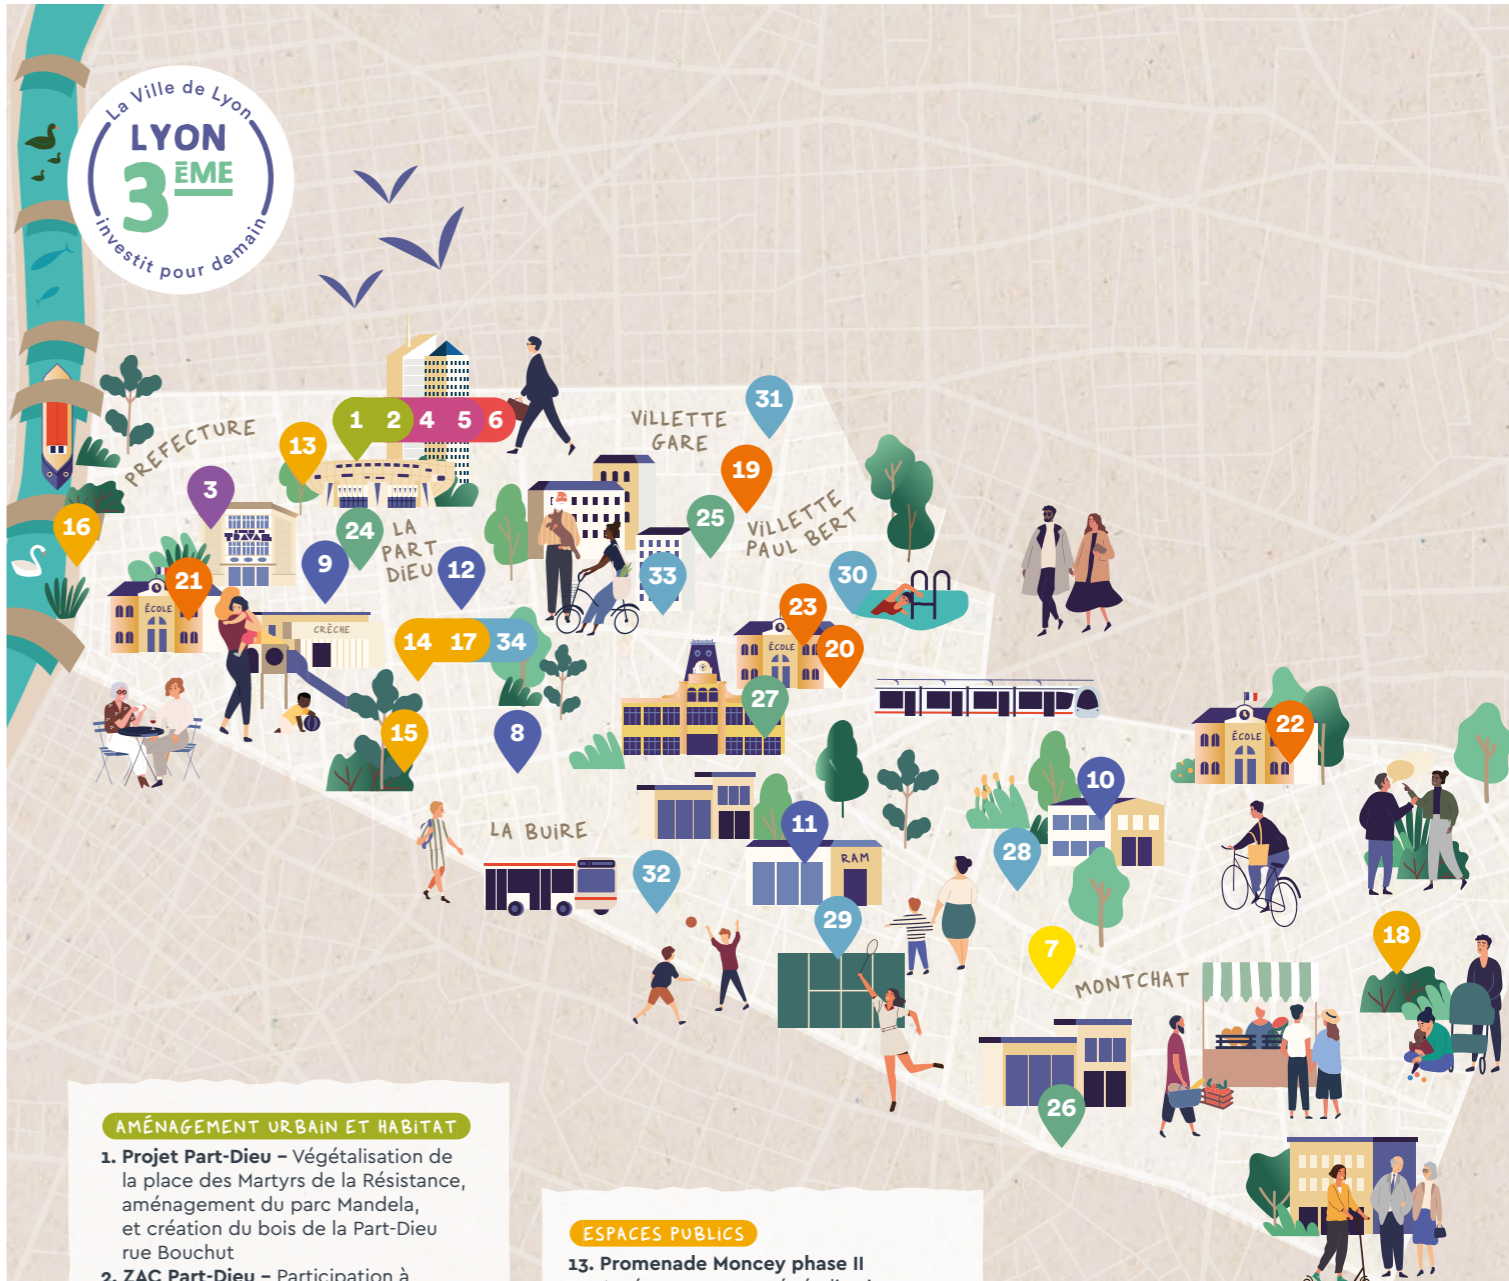 La Ville de Lyon
LYON
3ÈME
investit pour demain
PREFECTURE
1 2 4 5 6
13
3
16
ViLLETTE
GARE
31
19
24
LA
PART
DiEU
25
ViLLETTE
PAUL BERT
9
12
21
ÉCOLE
CRÈCHE
33
30
23
ÉCOLE
20
14 17 34
27
15
8
22
ÉCOLE
10
LA BUiRE
11
RAM
28
32
29
18
7
MONTCHAT
26
AMÉNAGEMENT URBAiN ET HABiTAT
1. Projet Part-Dieu – Végétalisation de
la place des Martyrs de la Résistance,
aménagement du parc Mandela,
et création du bois de la Part-Dieu
rue Bouchut
2. ZAC Part-Dieu – Participation à
ESPACES PUBLiCS
13. Promenade Moncey phase II